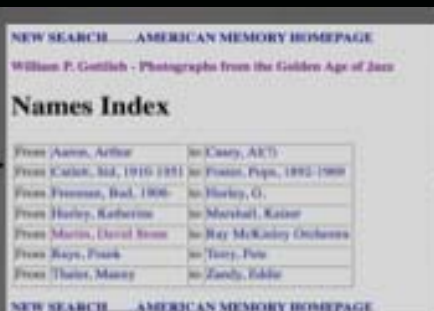 NEW SEARCH........AMERICAN MEMORY HOMEPAGE
William P. Gottlieb - Photographs from the Golden Age of Jazz
Names Index
From Aaron, Arthur to Casey, Al(?)
From Catlett, Sid, 1910-1951 to Foster, Pops, 1892-1969
From Freeman, Bud, 1906- to Hurley, G.
From Hurley, Katherine to Marshall, Kaiser
From Martin, David Stone to Ray McKinley Orchestra
From Raye, Frank to Terry, Pete
From Thaler, Manny to Zandy, Eddie
NEW SEARCH........AMERICAN MEMORY HOMEPAGE